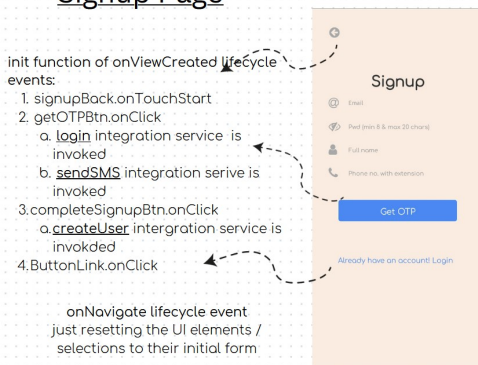 Signup Page
init function of onViewCreated lifecycle
events:
1. signupBack.onTouchStart
2. getOTPBtn.onClick
a. login integration service is
invoked
b. sendSMS integration serive is
invoked
3.completeSignupBtn.onClick
a.createUser intergration service is
invokded
4.ButtonLink.onClick
onNavigate lifecycle event
just resetting the UI elements /
selections to their initial form
Signup
Email
Pwd (min 8 & max 20 chars)
Full name
Phone no. with extension
Get OTP
Already have an account! Login